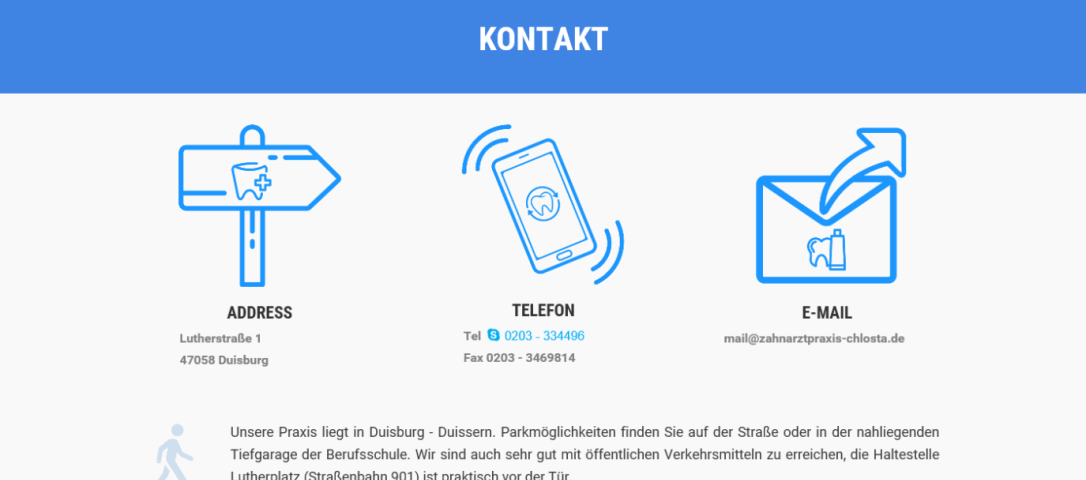 KONTAKT
ADDRESS
Lutherstraße 1
47058 Duisburg
TELEFON
Tel 0203 - 334496
Fax 0203 - 3469814
E-MAIL
mail@zahnarztpraxis-chlosta.de
Unsere Praxis liegt in Duisburg - Duissern. Parkmöglichkeiten finden Sie auf der Straße oder in der nahliegenden
Tiefgarage der Berufsschule. Wir sind auch sehr gut mit öffentlichen Verkehrsmitteln zu erreichen, die Haltestelle
Lutherplatz (Straßenbahn 901) ist praktisch vor der Tür.